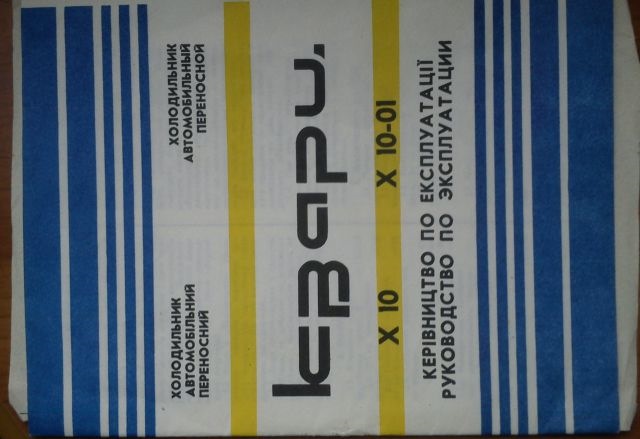 ХОЛОДИЛЬНИК
АВТОМОБІЛЬНИЙ
ПЕРЕНОСНИЙ
ХОЛОДИЛЬНИК
АВТОМОБИЛЬНЫЙ
ПЕРЕНОСНОЙ
кварц
Х 10 Х 10-01
КЕРІВНИЦТВО ПО ЕКСПЛУАТАЦІЇ
РУКОВОДСТВО ПО ЭКСПЛУАТАЦИИ